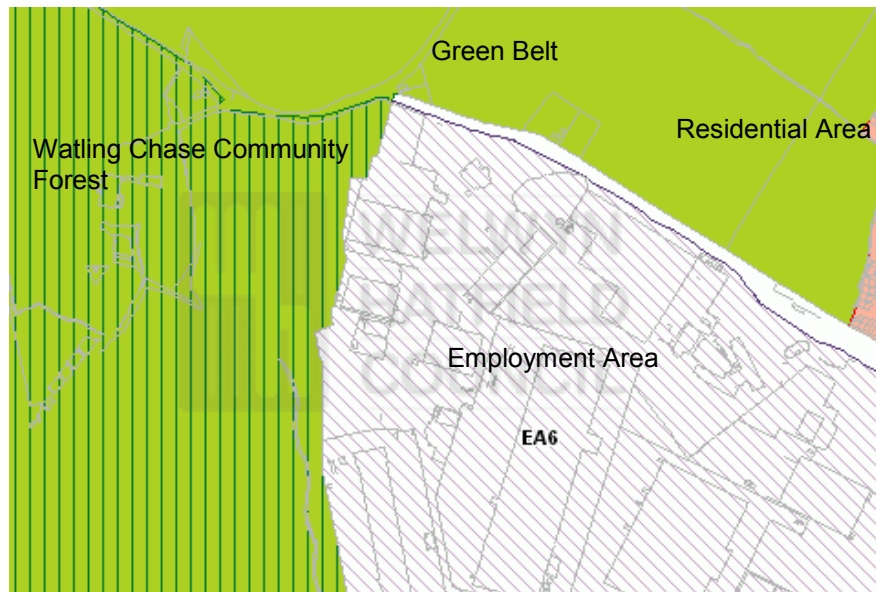 Green Belt
Residential Area
Watling Chase Community
Forest
WELWYN
HATFIELD
COUNCIL
Employment Area
EA6